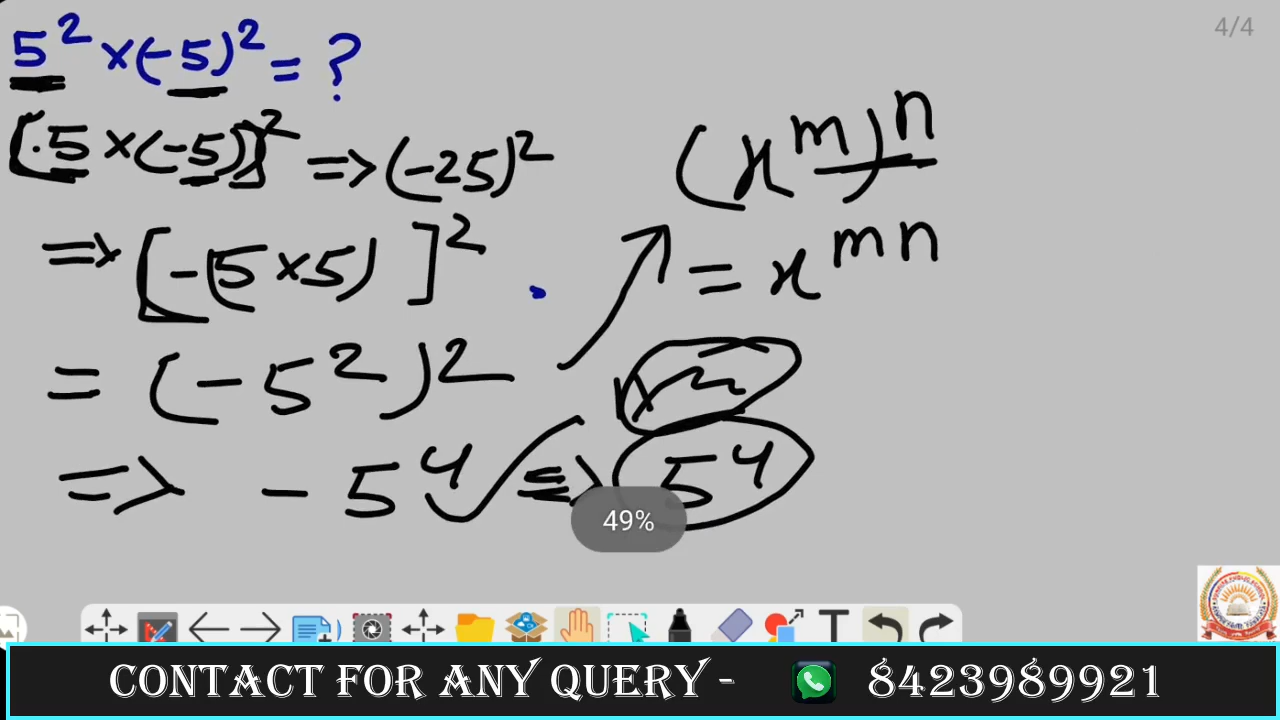 4/4
5² × (-5)² = ?
[.5 × (-5)]² => (-25)²
(x^m)^n
=> [-(5 × 5)]²
= x^mn
= (-5²)²
=> - 5⁴ => 5⁴
49%
CONTACT FOR ANY QUERY - 8423989921